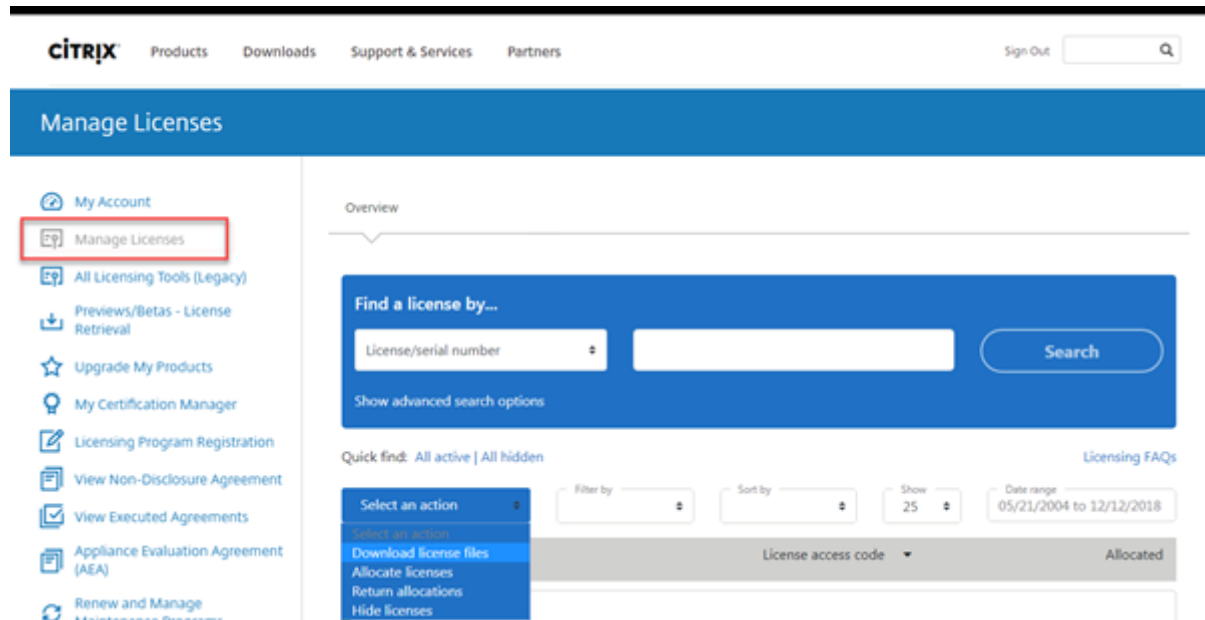 CITRIX Products Downloads Support & Services Partners Sign Out
Manage Licenses
My Account
Manage Licenses
All Licensing Tools (Legacy)
Previews/Betas - License
Retrieval
Upgrade My Products
My Certification Manager
Licensing Program Registration
View Non-Disclosure Agreement
View Executed Agreements
Appliance Evaluation Agreement
(AEA)
Renew and Manage
Maintenance Programs
Overview
Find a license by...
License/serial number Search
Show advanced search options
Quick find: All active | All hidden Licensing FAQs
Filter by Sort by Show Date range
Select an action 25 05/21/2004 to 12/12/2018
Select an action
Download license files
Allocate licenses
Return allocations
Hide licenses
License access code Allocated